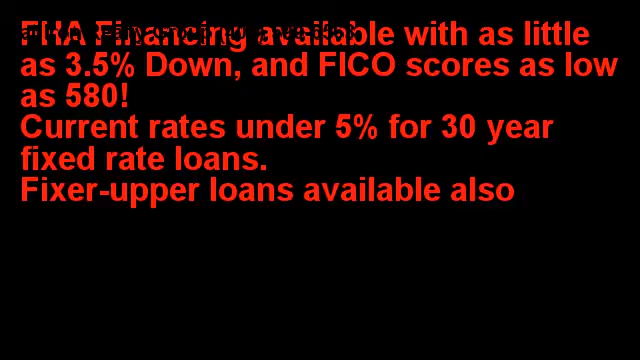 FHA Financing available with as little
as 3.5% Down, and FICO scores as low
as 580!
Current rates under 5% for 30 year
fixed rate loans.
Fixer-upper loans available also